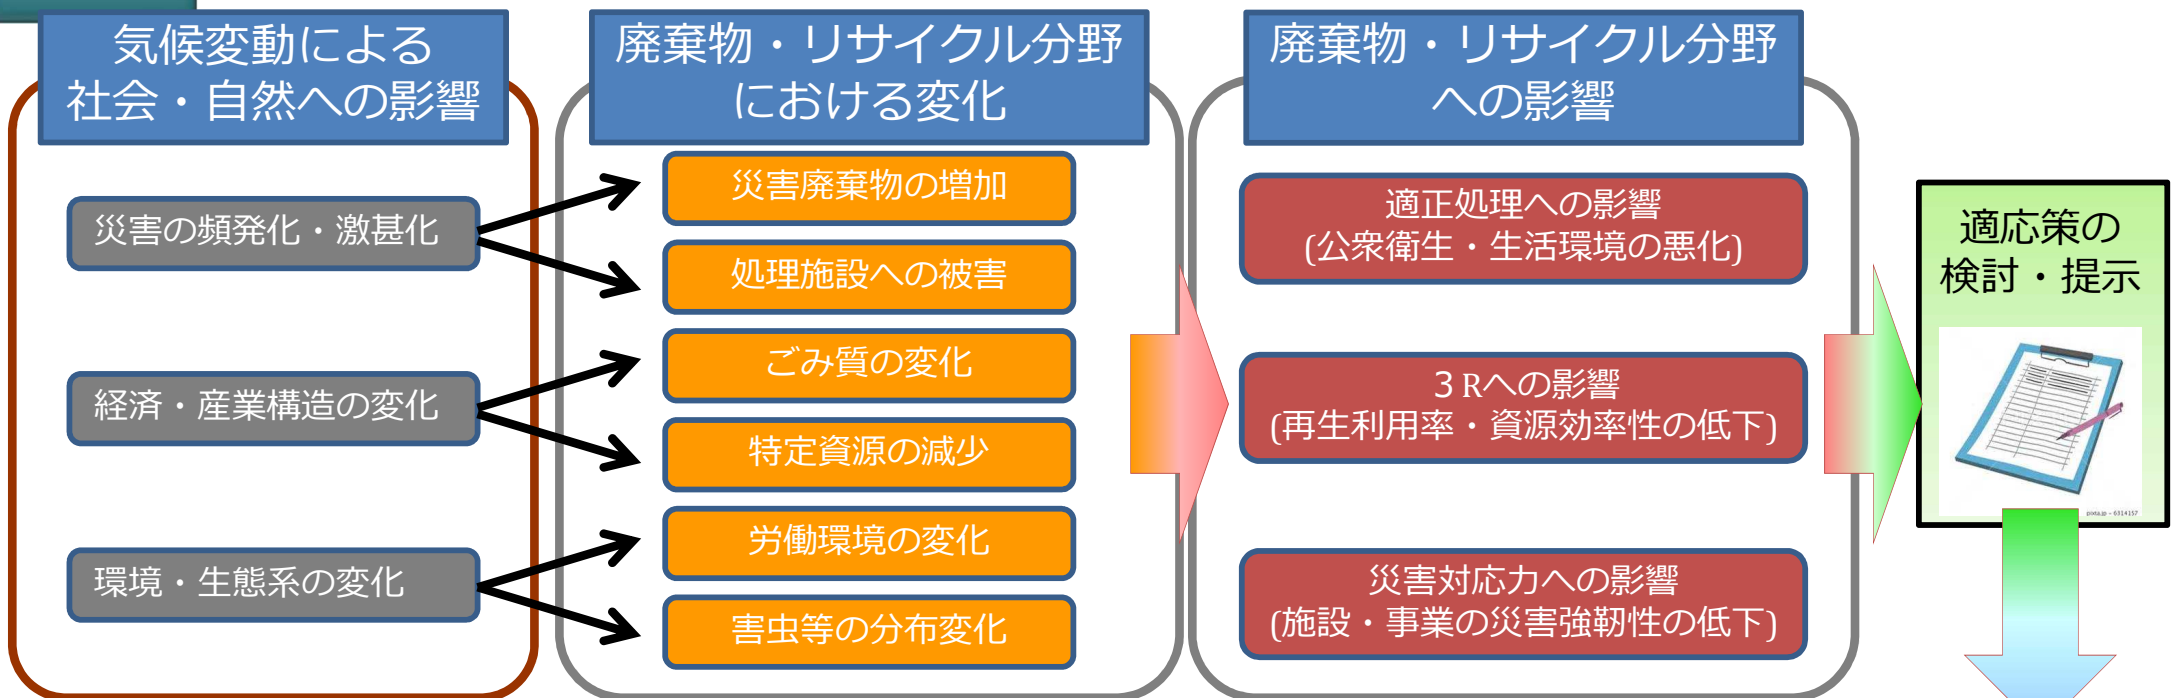 気候変動による
社会・自然への影響
災害の頻発化・激甚化
経済・産業構造の変化
環境・生態系の変化
廃棄物・リサイクル分野
における変化
災害廃棄物の増加
処理施設への被害
ごみ質の変化
特定資源の減少
労働環境の変化
害虫等の分布変化
廃棄物・リサイクル分野
への影響
適正処理への影響
(公衆衛生・生活環境の悪化)
３Rへの影響
(再生利用率・資源効率性の低下)
災害対応力への影響
(施設・事業の災害強靭性の低下)
適応策の
検討・提示
pixta.jp - 6314157